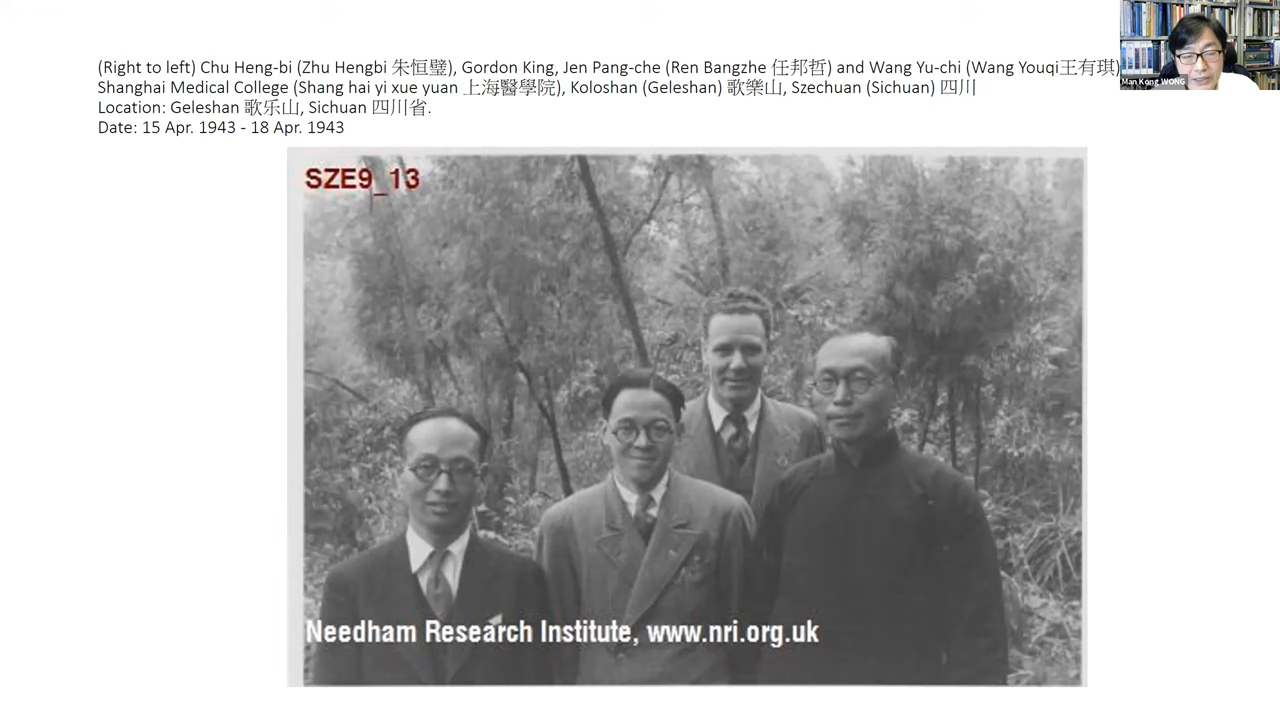 (Right to left) Chu Heng-bi (Zhu Hengbi 朱恒璧), Gordon King, Jen Pang-che (Ren Bangzhe 任邦哲) and Wang Yu-chi (Wang Youqi王有琪)
Shanghai Medical College (Shang hai yi xue yuan 上海醫學院), Koloshan (Geleshan) 歌樂山, Szechuan (Sichuan) 四川
Location: Geleshan 歌乐山, Sichuan 四川省.
Date: 15 Apr. 1943 - 18 Apr. 1943
Man Kong WONG
SZE9_13
Needham Research Institute, www.nri.org.uk